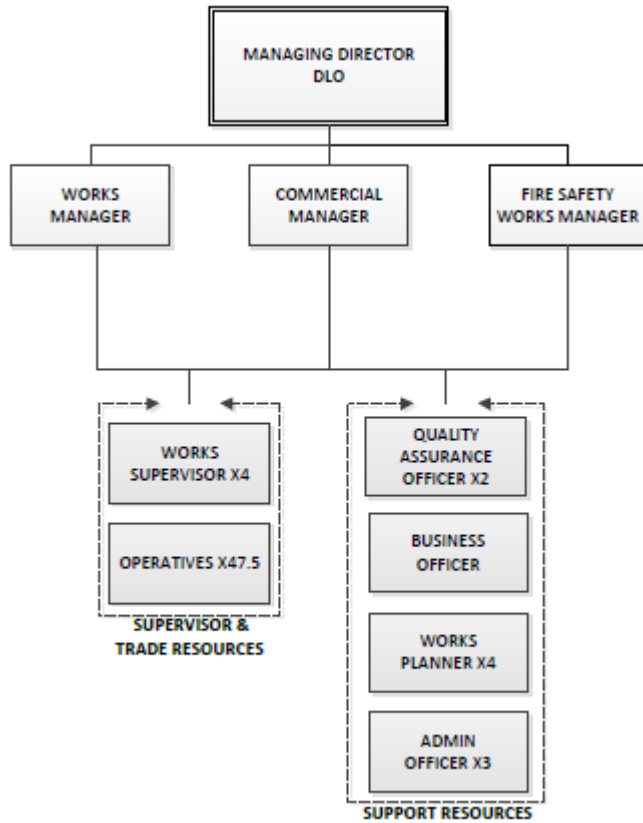 MANAGING DIRECTOR
DLO
WORKS
MANAGER
COMMERCIAL
MANAGER
FIRE SAFETY
WORKS MANAGER
WORKS
SUPERVISOR X4
OPERATIVES X47.5
SUPERVISOR &
TRADE RESOURCES
QUALITY
ASSURANCE
OFFICER X2
BUSINESS
OFFICER
WORKS
PLANNER X4
ADMIN
OFFICER X3
SUPPORT RESOURCES